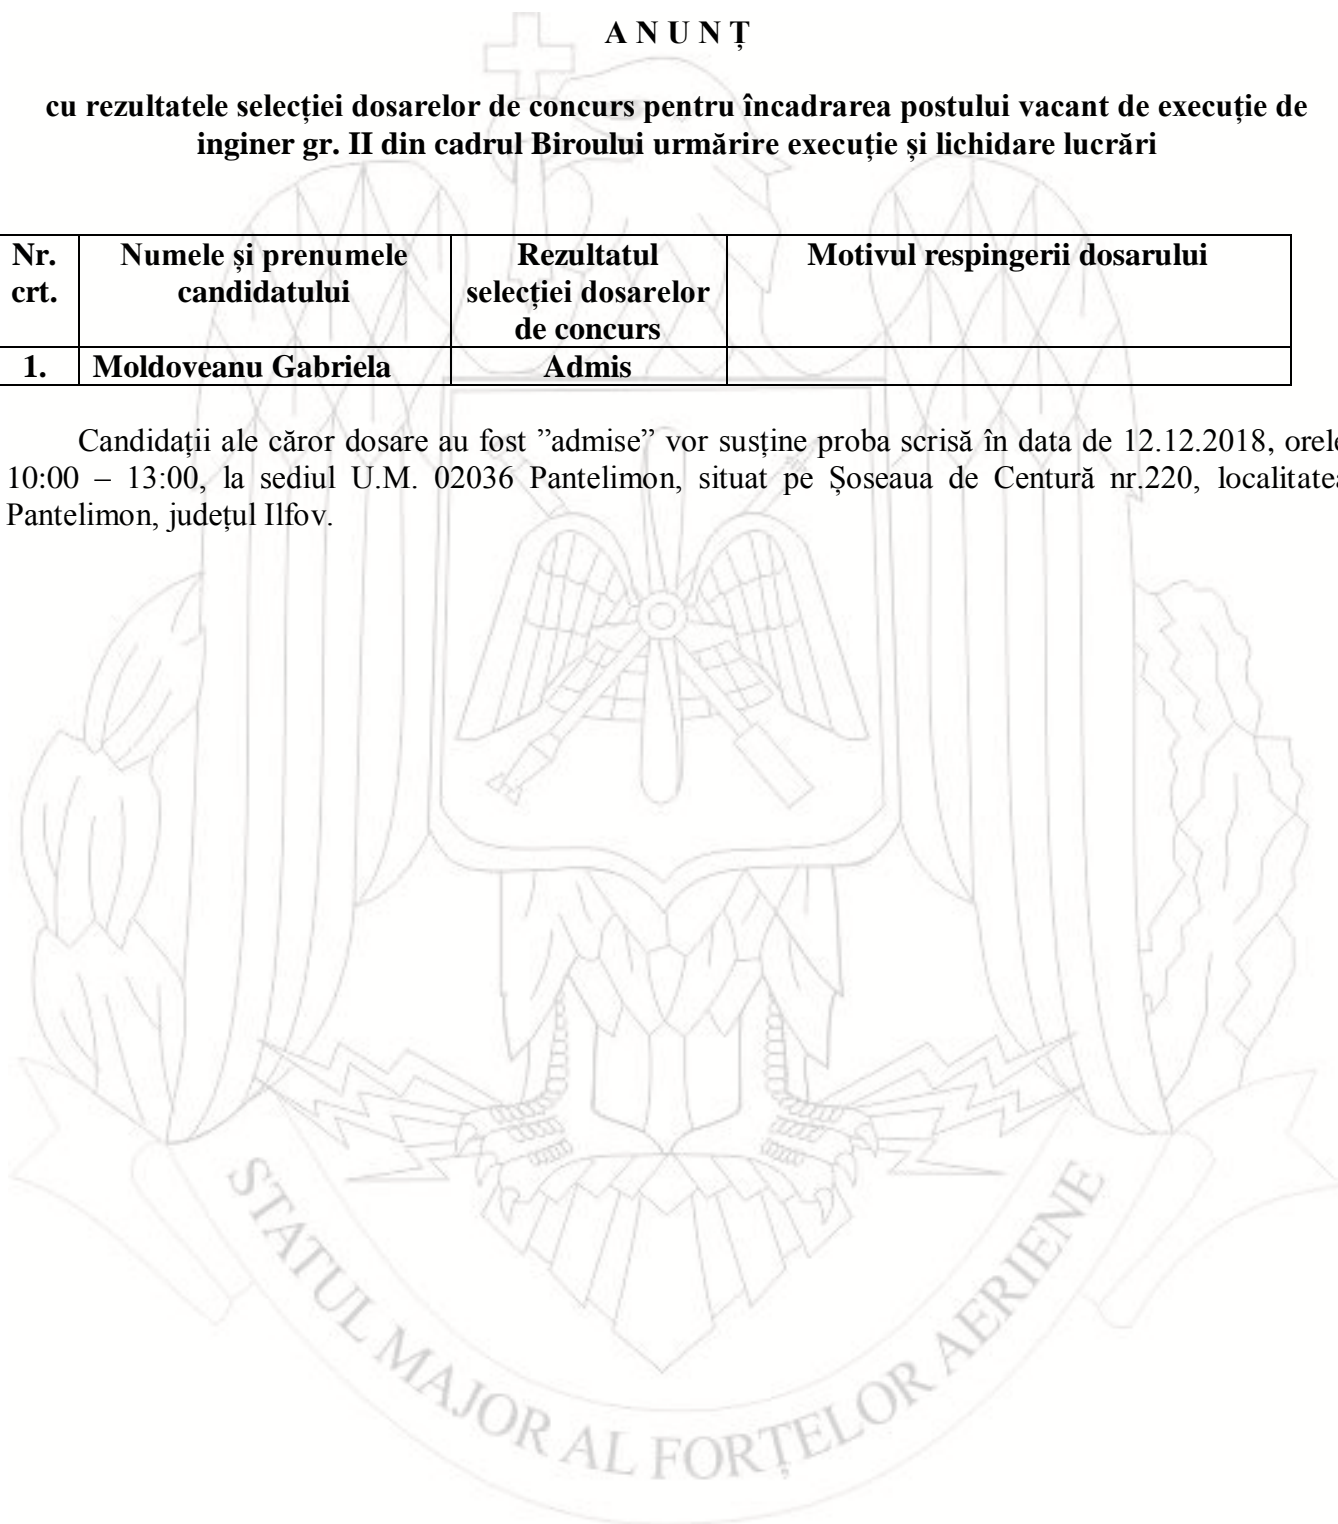 A N U N Ț
cu rezultatele selecției dosarelor de concurs pentru încadrarea postului vacant de execuție de
inginer gr. II din cadrul Biroului urmărire execuție și lichidare lucrări
Nr. crt. Numele și prenumele candidatului Rezultatul selecției dosarelor de concurs Motivul respingerii dosarului
1. Moldoveanu Gabriela Admis
Candidații ale căror dosare au fost ”admise” vor susține proba scrisă în data de 12.12.2018, orele
10:00 – 13:00, la sediul U.M. 02036 Pantelimon, situat pe Șoseaua de Centură nr.220, localitatea
Pantelimon, județul Ilfov.
STATUL MAJOR AL FORȚELOR AERIENE